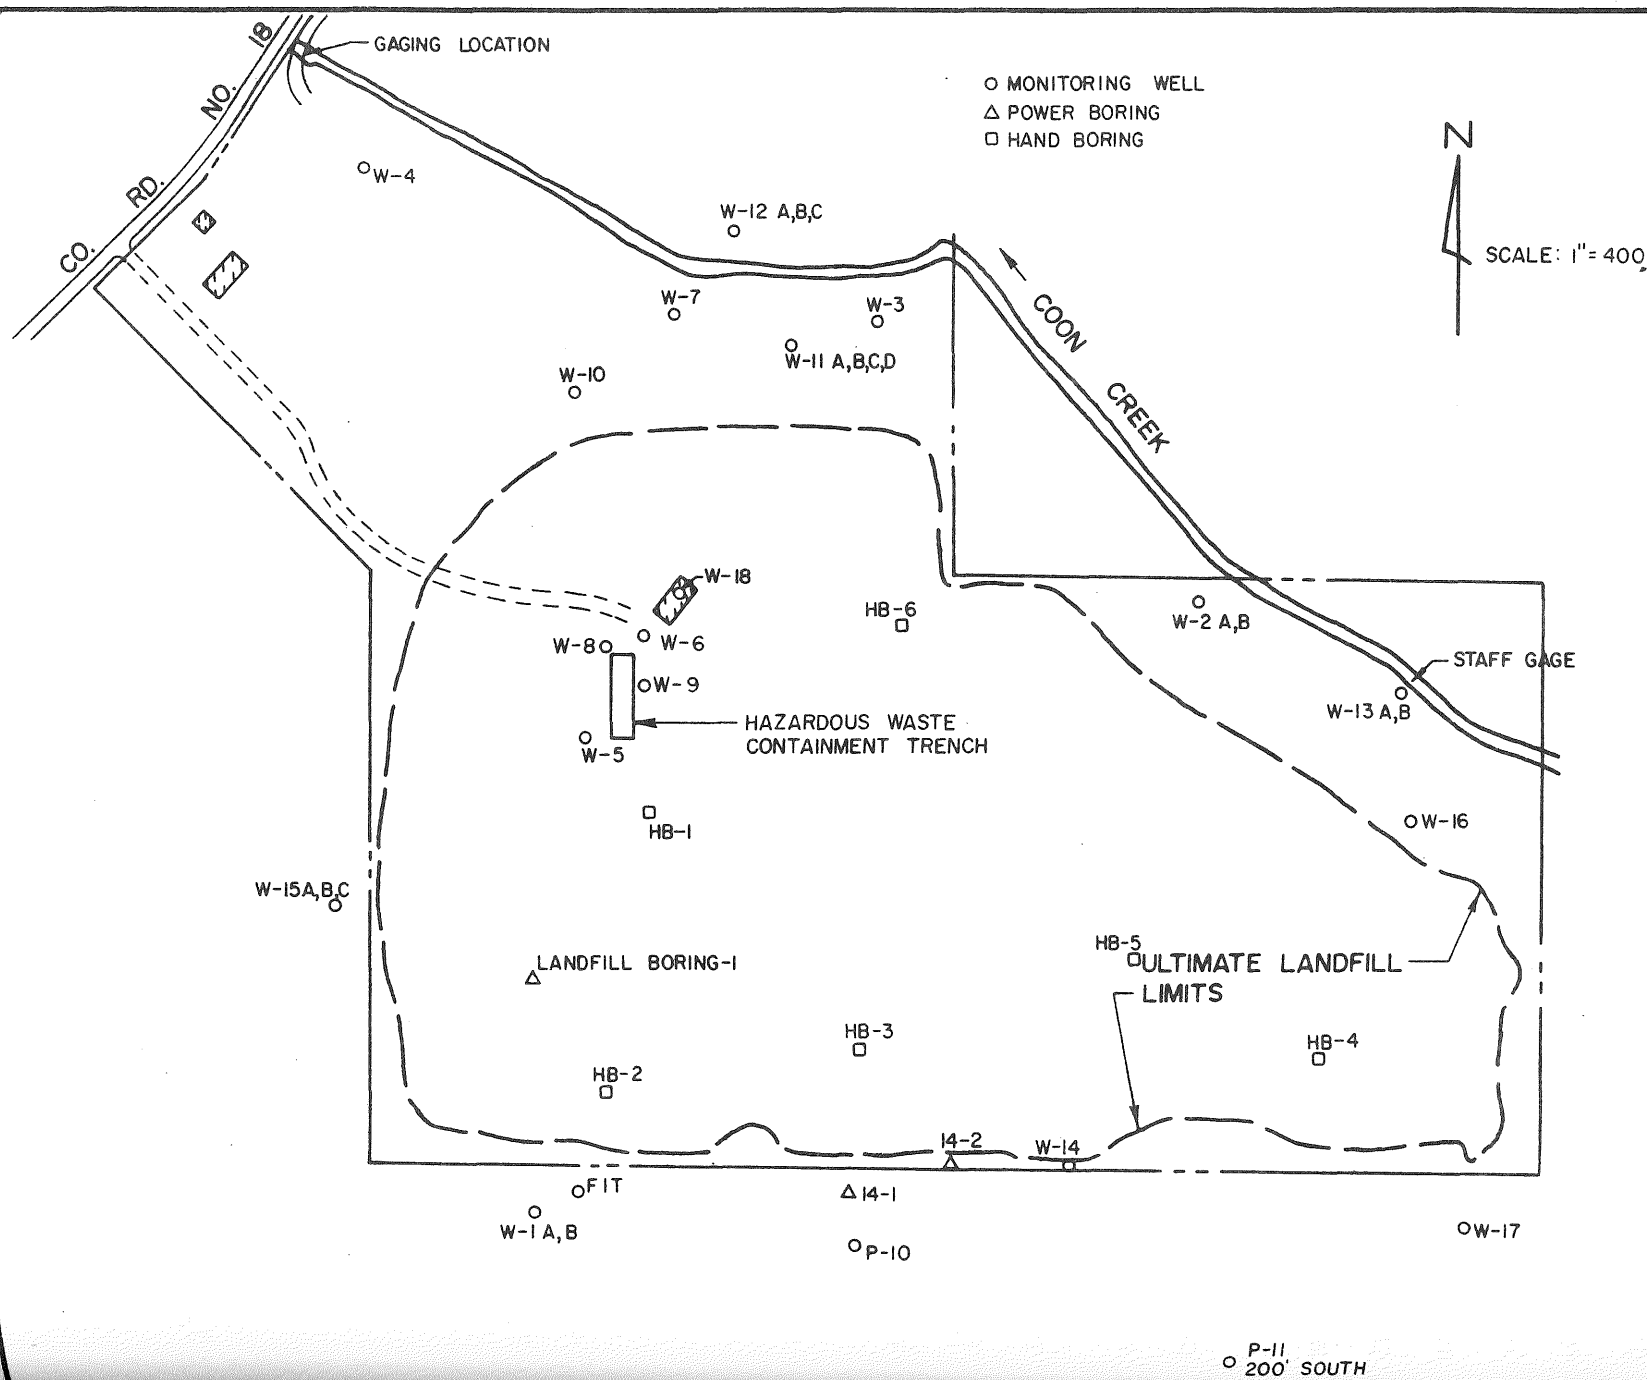 GAGING LOCATION
CO. RD. NO. 18
MONITORING WELL
POWER BORING
HAND BORING
N
SCALE: 1"=400'
W-4
W-12 A,B,C
W-7
W-3
W-11 A,B,C,D
W-10
COON CREEK
W-18
HB-6
W-2 A,B
W-8
W-6
STAFF GAGE
W-9
W-13 A,B
HAZARDOUS WASTE
CONTAINMENT TRENCH
W-5
HB-1
W-16
W-15A,B,C
HB-5
LANDFILL BORING-1
ULTIMATE LANDFILL
LIMITS
HB-3
HB-4
HB-2
14-2
W-14
FIT
14-1
W-1 A,B
W-17
P-10
P-11
200' SOUTH